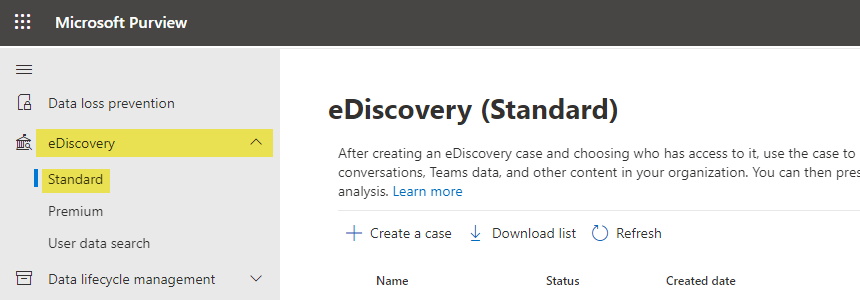 Microsoft Purview
Data loss prevention
eDiscovery
Standard
Premium
User data search
Data lifecycle management
eDiscovery (Standard)
After creating an eDiscovery case and choosing who has access to it, use the case to
conversations, Teams data, and other content in your organization. You can then pres
analysis. Learn more
Create a case
Download list
Refresh
Name Status Created date